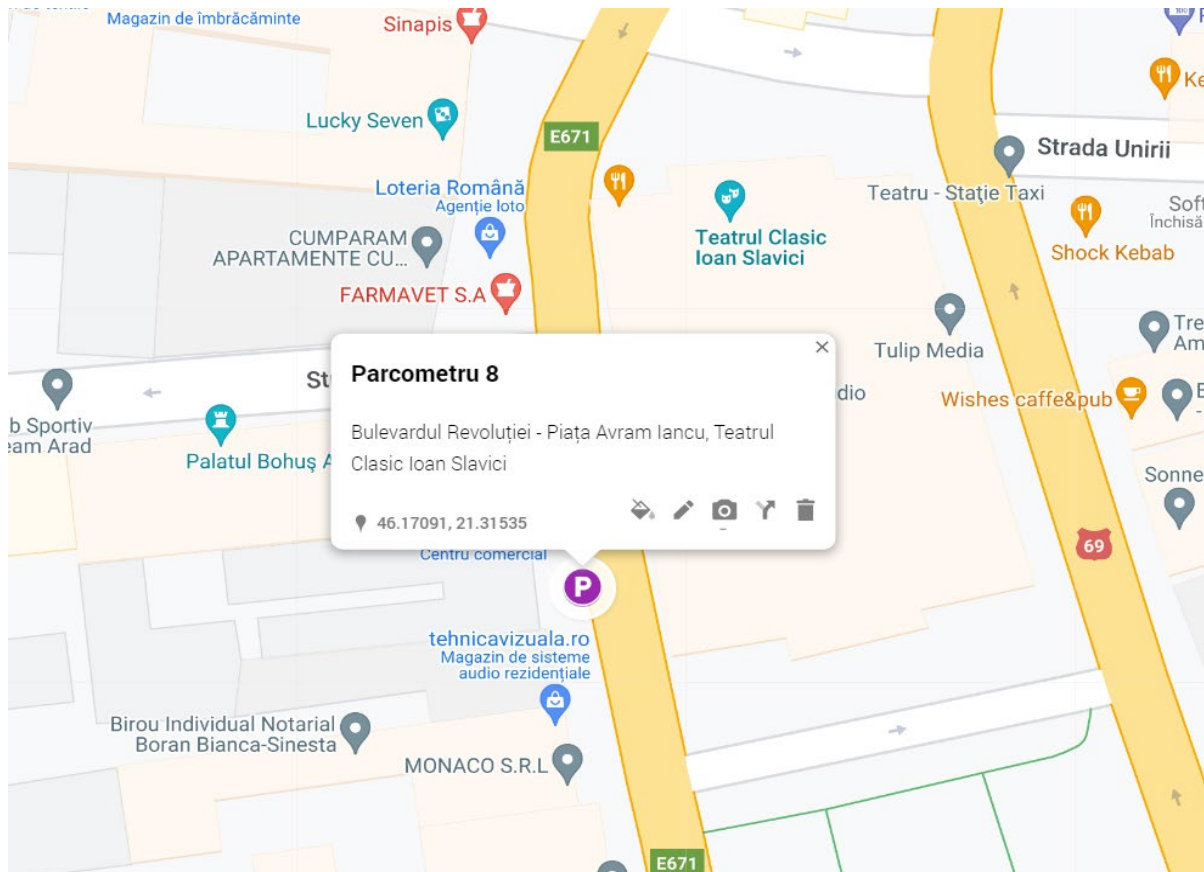 Magazin de îmbrăcăminte
Sinapis
Lucky Seven
E671
Loteria Română
Agenție loto
CUMPARAM
APARTAMENTE CU...
FARMAVET S.A
Teatrul Clasic
Ioan Slavici
Strada Unirii
Teatru - Stație Taxi
Shock Kebab
Tulip Media
Wishes caffe&pub
Palatul Bohuș A
Parcometru 8
Bulevardul Revoluției - Piața Avram Iancu, Teatrul
Clasic Ioan Slavici
46.17091, 21.31535
Centru comercial
P
69
tehnicavizuala.ro
Magazin de sisteme
audio rezidențiale
Birou Individual Notarial
Boran Bianca-Sinesta
MONACO S.R.L
E671